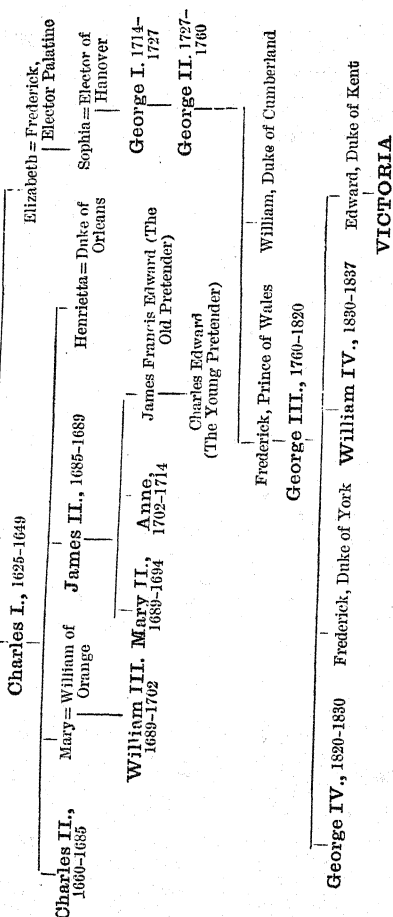 Charles I., 1625–1649
Elizabeth = Frederick,
Elector Palatine
Charles II.,
1660–1685
Mary = William of
Orange
James II., 1685–1689
Henrietta = Duke of
Orleans
Sophia = Elector of
Hanover
William III.
1689–1702
Mary II.,
1689–1694
Anne,
1702–1714
James Francis Edward (The
Old Pretender)
George I. 1714–
1727
Charles Edward
(The Young Pretender)
George II. 1727–
1760
Frederick, Prince of Wales
William, Duke of Cumberland
George III., 1760–1820
George IV., 1820–1830
Frederick, Duke of York
William IV., 1830–1837
Edward, Duke of Kent
VICTORIA